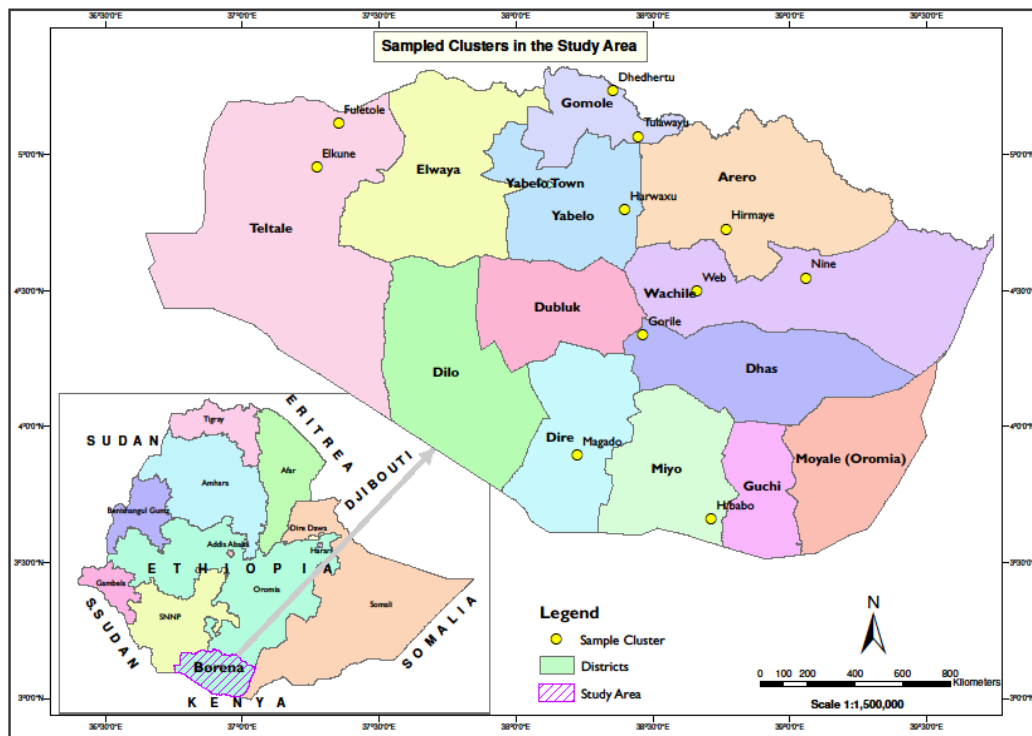 36°30'0"E 37°0'0"E 37°30'0"E 38°0'0"E 38°30'0"E 39°0'0"E 39°30'0"E
Sampled Clusters in the Study Area
Dhedhertu
Gomole
Fuletole
Tulawayu
5°0'0"N
5°0'0"N
Elkune
Elwaya
Arero
Yabelo Town
Harwaxu
Yabelo
Hirmaye
Teltale
Nine
Web
4°30'0"N
Wachile
4°30'0"N
Dubluk
Gorile
Dilo
Dhas
4°0'0"N
4°0'0"N
Dire
Magado
Miyo
Moyale (Oromia)
Guchi
H/babo
3°30'0"N
3°30'0"N
3°0'0"N
3°0'0"N
ERITREA
SUDAN
Tigray
DJIBOUTI
Afar
Amhara
Benishangul Gumz
Dire Dawa
Addis Ababa
Harari
ETHIOPIA
Gambela
Oromia
Somali
SNNP
S.SUDAN
SOMALIA
Borena
KENYA
Legend
Sample Cluster
Districts
Study Area
N
0 100 200 400 600 800
Kilometers
Scale 1:1,500,000
36°30'0"E 37°0'0"E 37°30'0"E 38°0'0"E 38°30'0"E 39°0'0"E 39°30'0"E